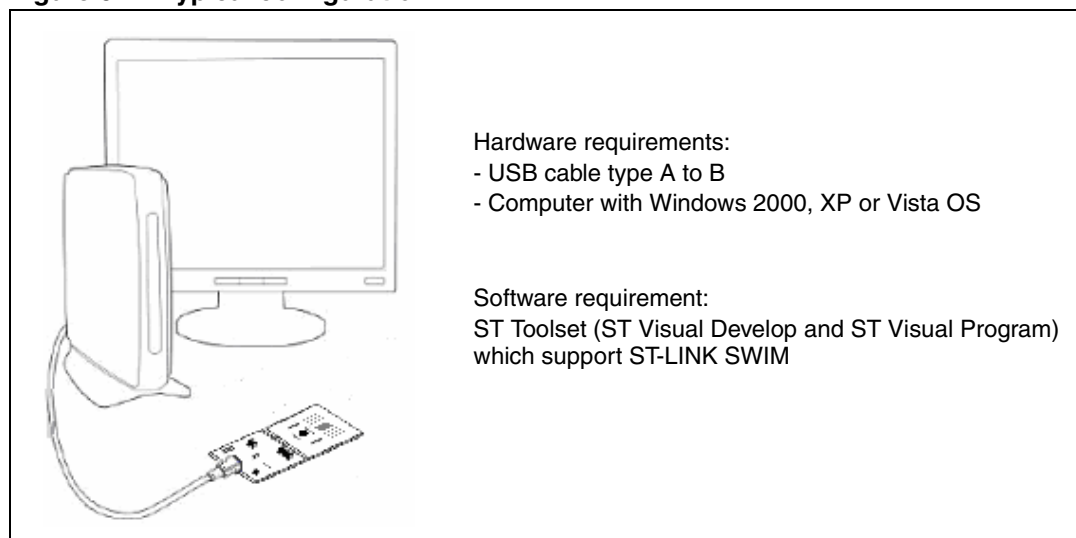 Hardware requirements:
- USB cable type A to B
- Computer with Windows 2000, XP or Vista OS
Software requirement:
ST Toolset (ST Visual Develop and ST Visual Program)
which support ST-LINK SWIM